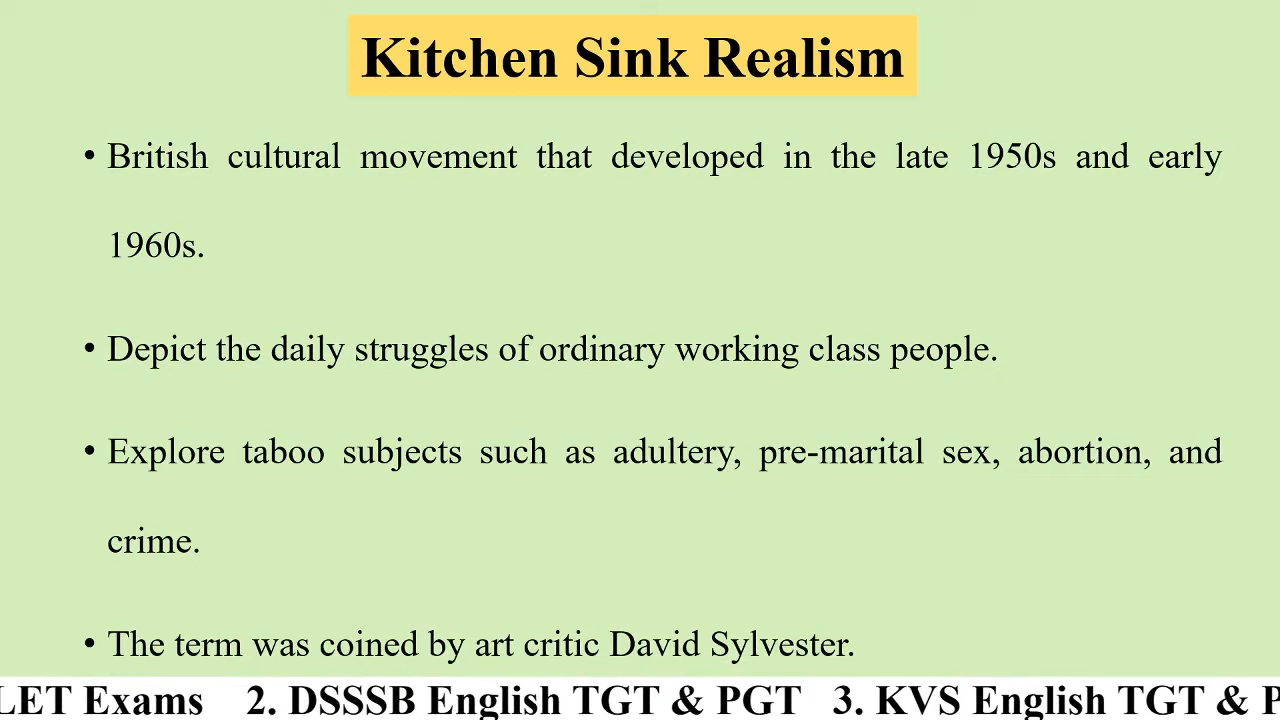 Kitchen Sink Realism
• British cultural movement that developed in the late 1950s and early
1960s.
• Depict the daily struggles of ordinary working class people.
• Explore taboo subjects such as adultery, pre-marital sex, abortion, and
crime.
• The term was coined by art critic David Sylvester.
LET Exams 2. DSSSB English TGT & PGT 3. KVS English TGT &